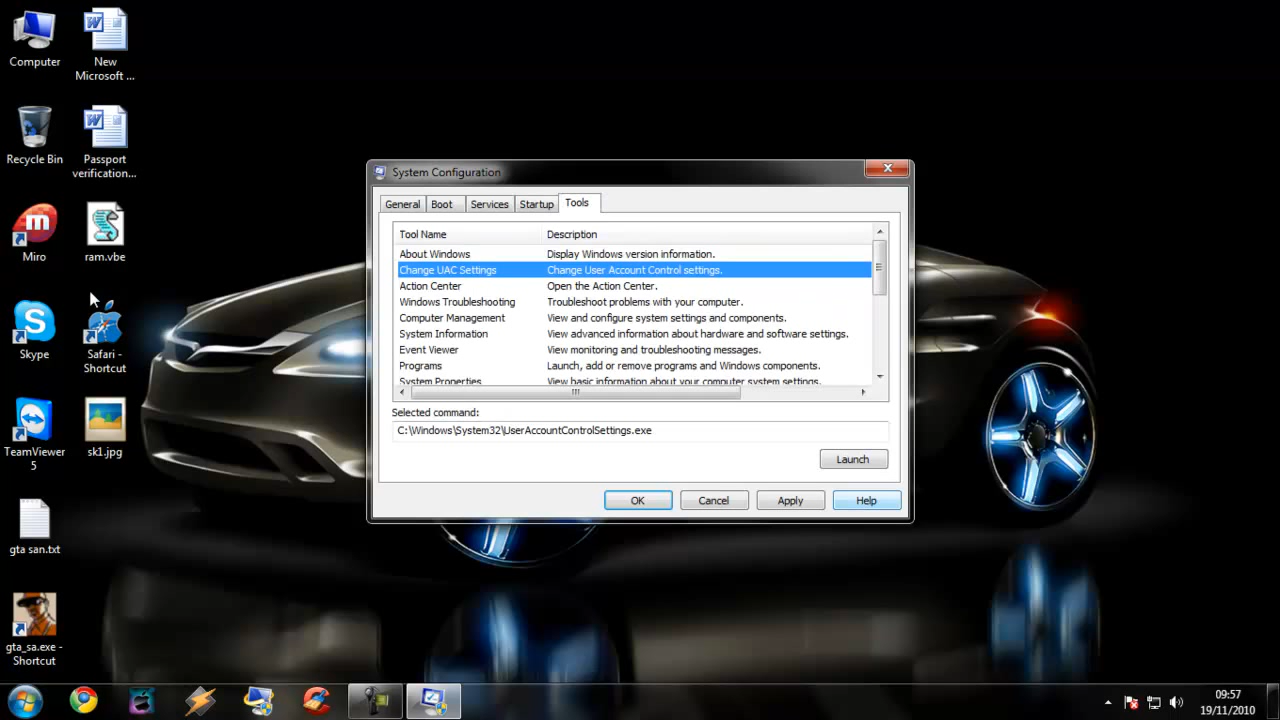 Computer
New
Microsoft ...
Recycle Bin
Passport
verification...
Miro
ram.vbe
Skype
Safari -
Shortcut
TeamViewer
5
sk1.jpg
gta san.txt
gta_sa.exe -
Shortcut
System Configuration
General Boot Services Startup Tools
Tool Name Description
About Windows Display Windows version information.
Change UAC Settings Change User Account Control settings.
Action Center Open the Action Center.
Windows Troubleshooting Troubleshoot problems with your computer.
Computer Management View and configure system settings and components.
System Information View advanced information about hardware and software settings.
Event Viewer View monitoring and troubleshooting messages.
Programs Launch, add or remove programs and Windows components.
System Properties View basic information about your computer system settings.
Selected command:
C:\Windows\System32\UserAccountControlSettings.exe
Launch
OK Cancel Apply Help
09:57
19/11/2010